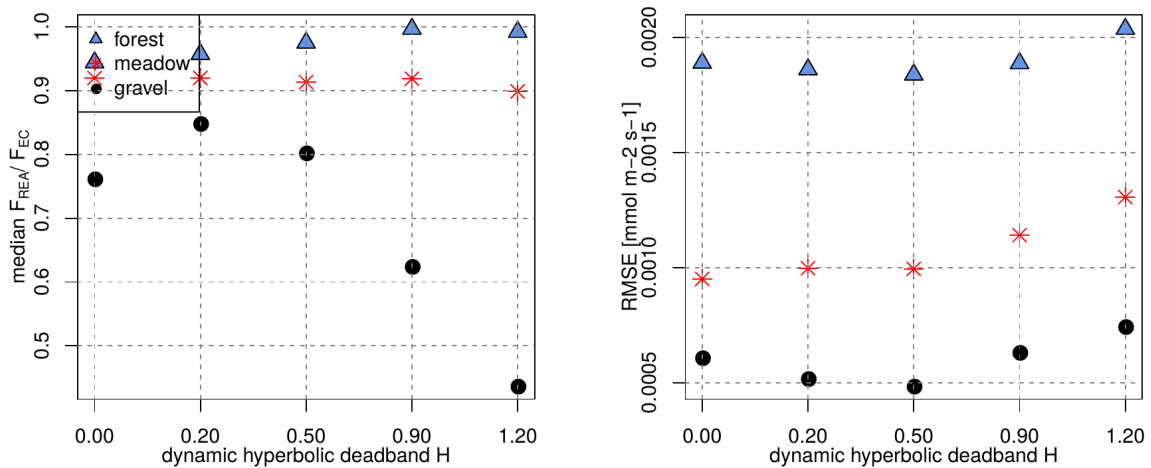 1.0
0.9
0.8
0.7
0.6
0.5
median FREA/ FEC
forest
meadow
gravel
0.00 0.20 0.50 0.90 1.20
dynamic hyperbolic deadband H
0.0020
0.0015
0.0010
0.0005
RMSE [mmol m−2 s−1]
0.00 0.20 0.50 0.90 1.20
dynamic hyperbolic deadband H